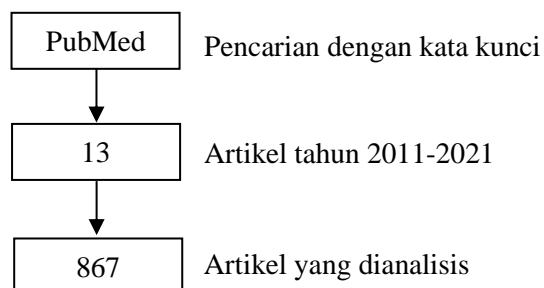 PubMed
Pencarian dengan kata kunci
13
Artikel tahun 2011-2021
867
Artikel yang dianalisis